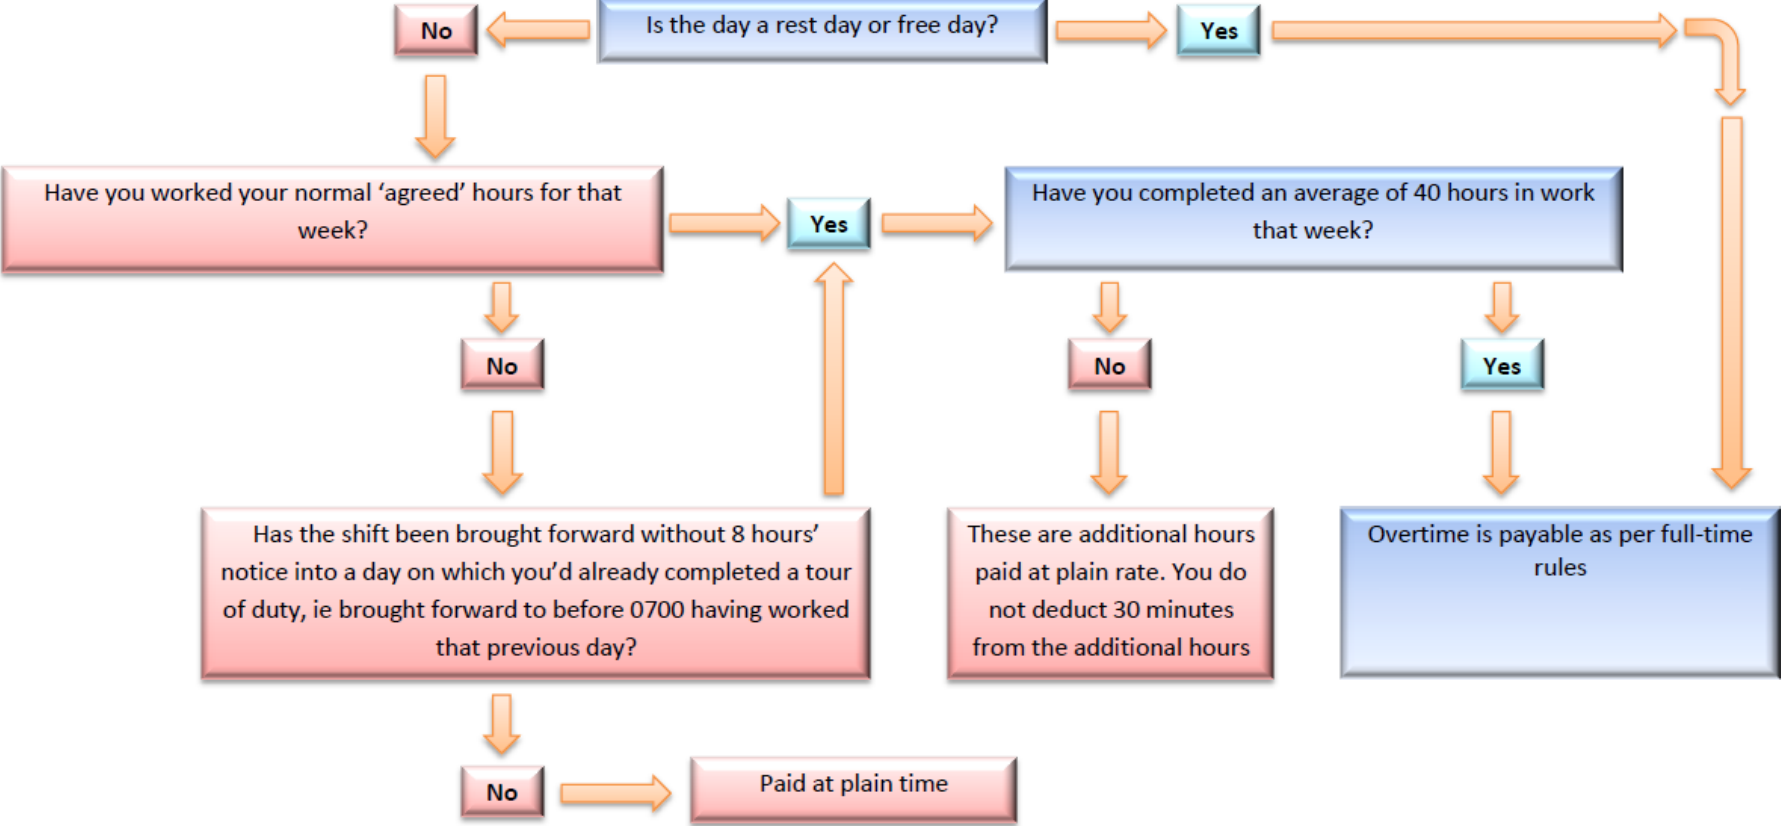 No
Is the day a rest day or free day?
Yes
Have you worked your normal ‘agreed’ hours for that
week?
Yes
Have you completed an average of 40 hours in work
that week?
No
No
Yes
Has the shift been brought forward without 8 hours’
notice into a day on which you’d already completed a tour
of duty, ie brought forward to before 0700 having worked
that previous day?
These are additional hours
paid at plain rate. You do
not deduct 30 minutes
from the additional hours
Overtime is payable as per full-time
rules
No
Paid at plain time